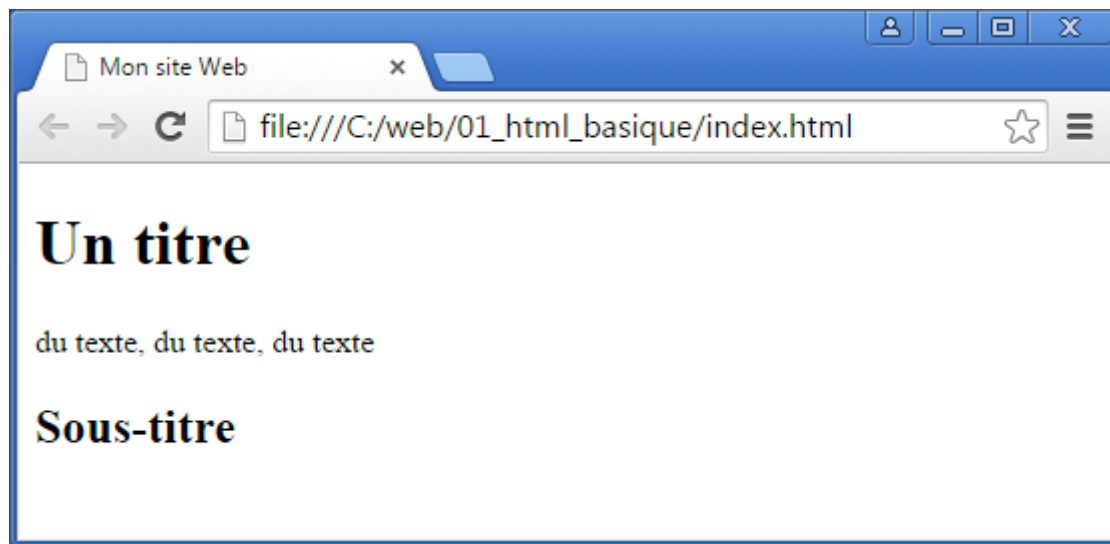 Mon site Web
file:///C:/web/01_html_basique/index.html
Un titre
du texte, du texte, du texte
Sous-titre